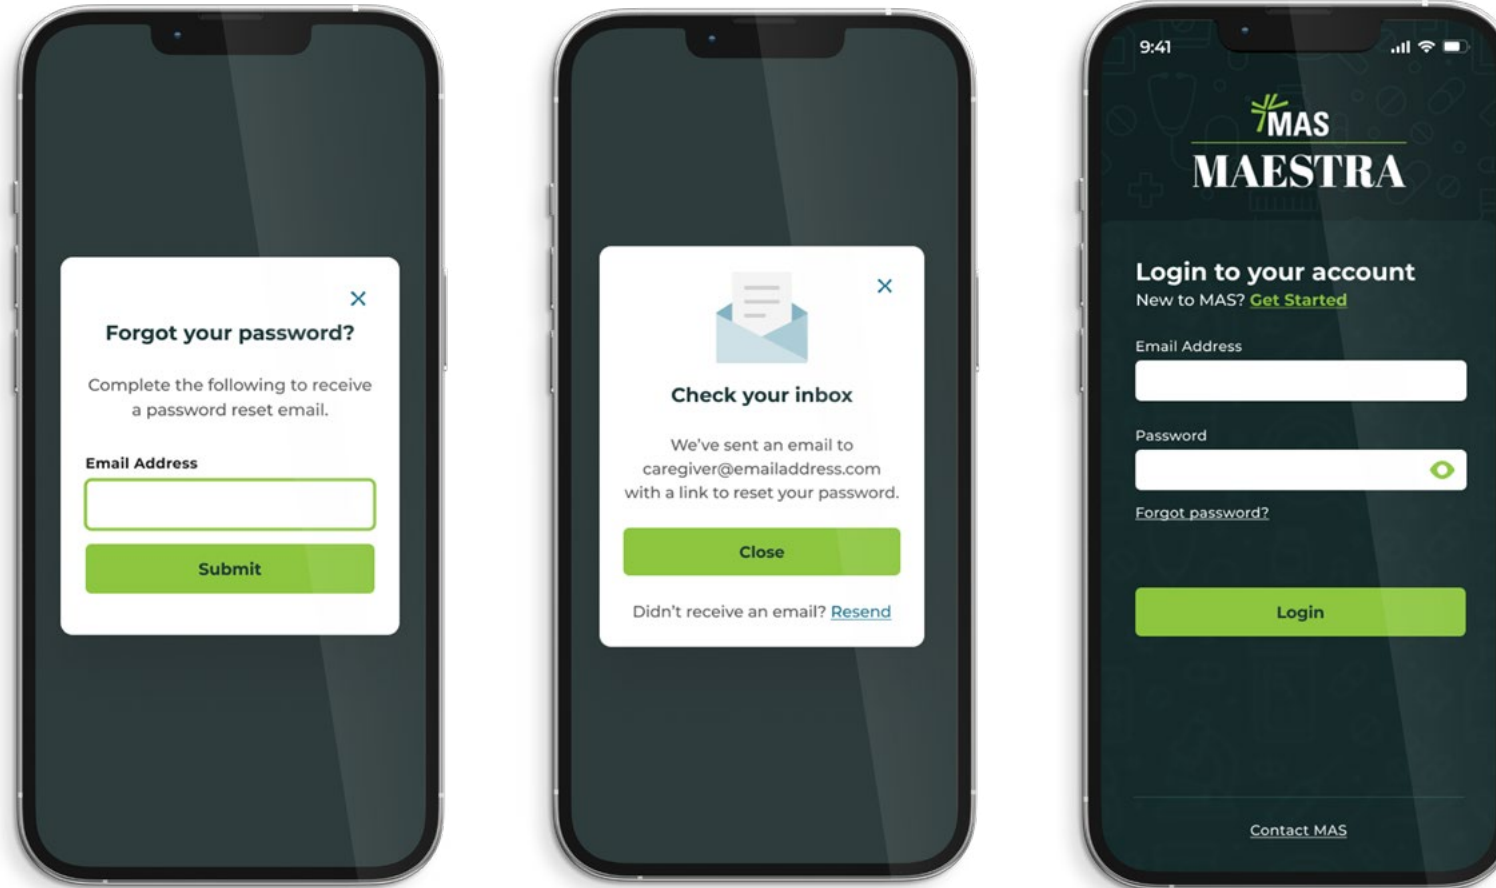 Forgot your password?
Complete the following to receive
a password reset email.
Email Address
Submit
Check your inbox
We've sent an email to
caregiver@emailaddress.com
with a link to reset your password.
Close
Didn't receive an email? Resend
9:41
MAS
MAESTRA
Login to your account
New to MAS? Get Started
Email Address
Password
Forgot password?
Login
Contact MAS